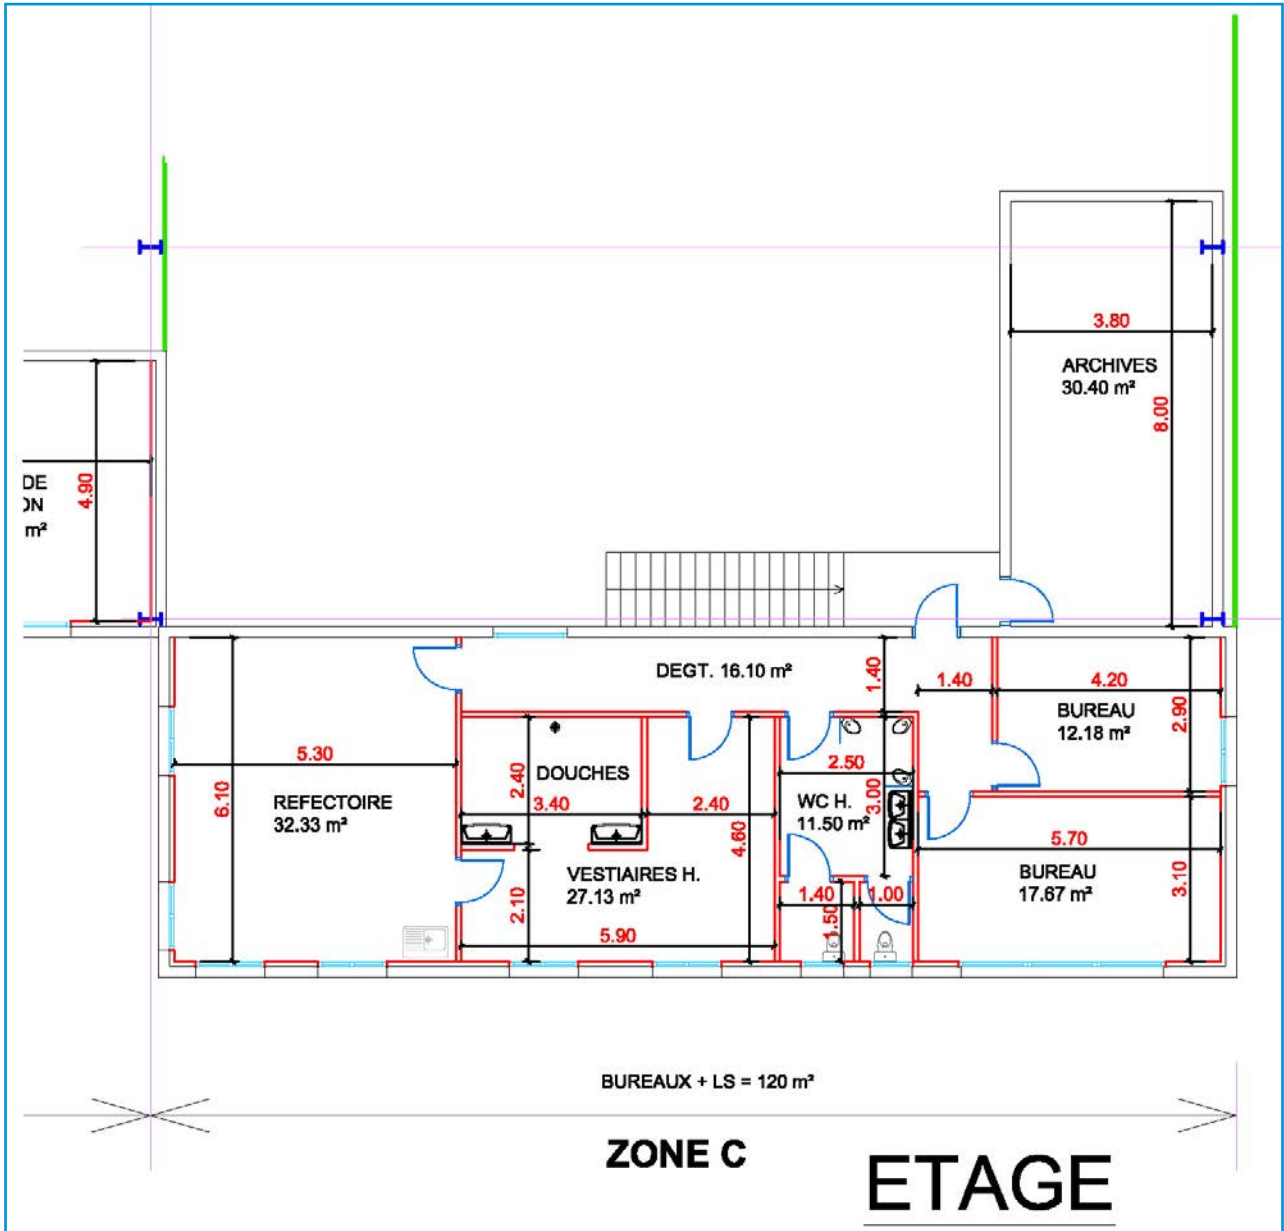 3.80
ARCHIVES
30.40 m²
8.00
DE
ON
m²
4.90
DEGT. 16.10 m²
1.40
1.40
4.20
BUREAU
12.18 m²
2.90
5.30
6.10
REFECTOIRE
32.33 m²
DOUCHES
2.40
3.40
2.40
4.60
2.50
WC H.
11.50 m²
3.00
5.70
VESTIAIRES H.
27.13 m²
2.10
5.90
1.40
1.00
1.50
BUREAU
17.67 m²
3.10
BUREAUX + LS = 120 m²
ZONE C
ETAGE